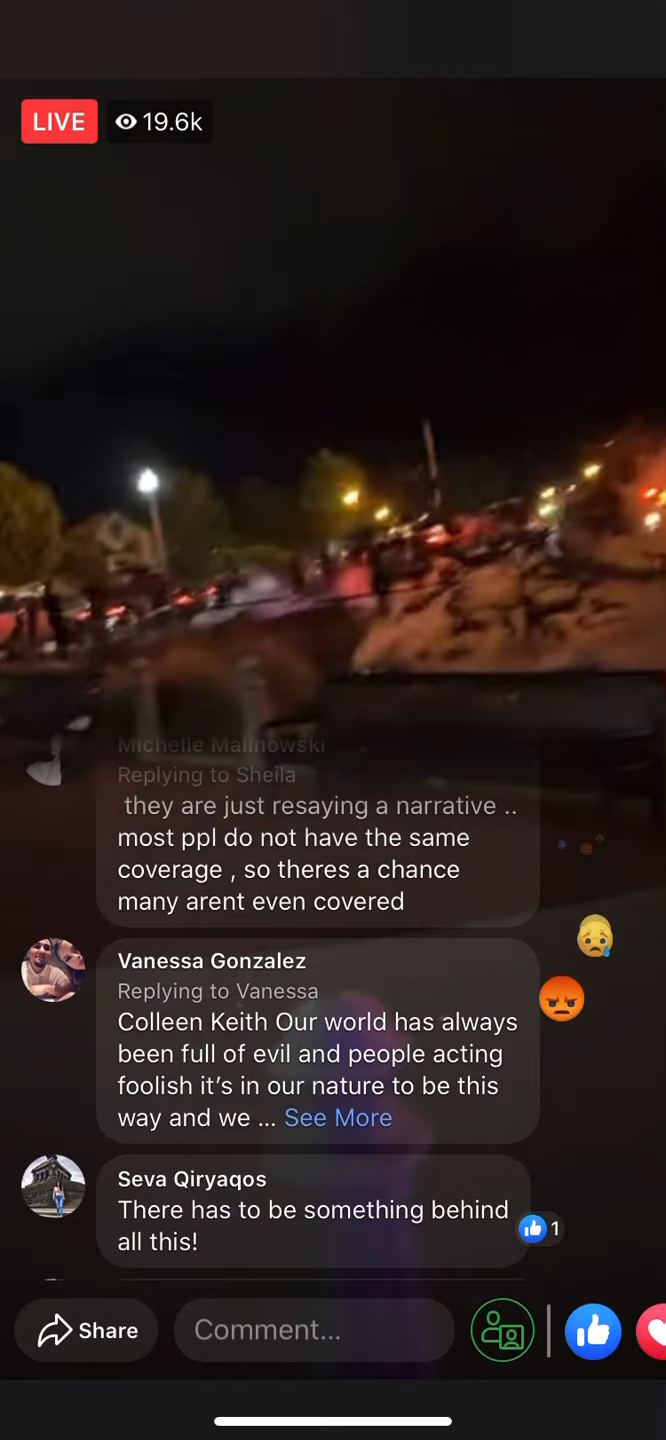 LIVE 19.6k
Michelle Malinowski
Replying to Sheila
they are just resaying a narrative ..
most ppl do not have the same
coverage , so theres a chance
many arent even covered
Vanessa Gonzalez
Replying to Vanessa
Colleen Keith Our world has always
been full of evil and people acting
foolish it’s in our nature to be this
way and we ... See More
Seva Qiryaqos
There has to be something behind
all this!
1
Share Comment...